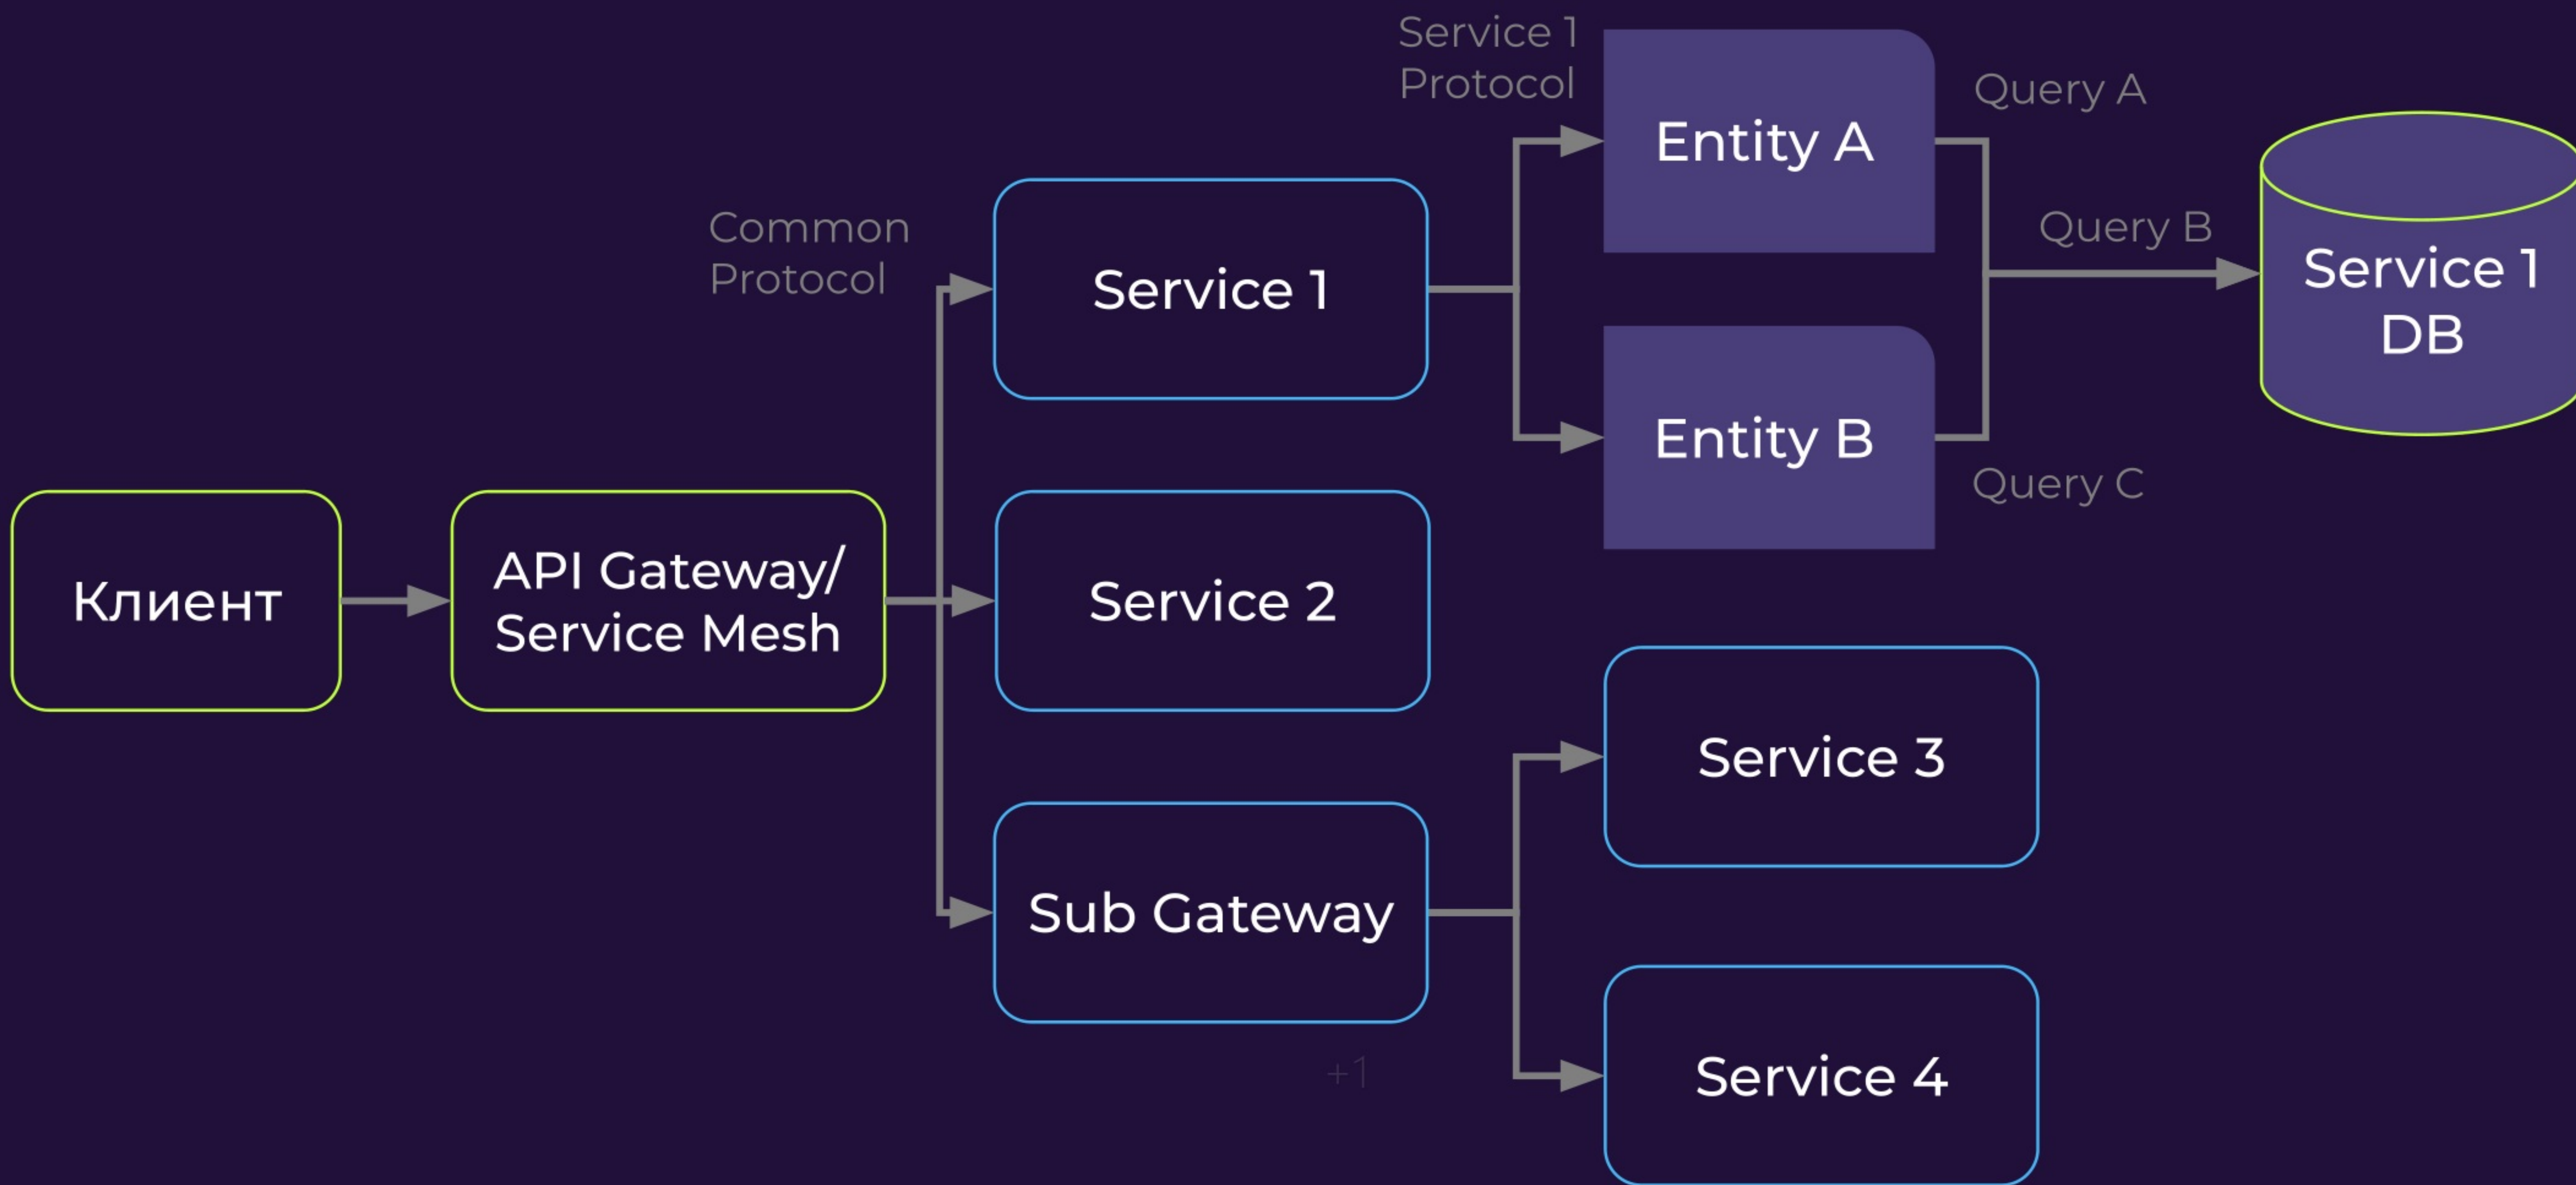 Service 1
Protocol
Entity A
Query A
Common
Protocol
Service 1
Query B
Service 1
DB
Entity B
Query C
Клиент
API Gateway/
Service Mesh
Service 2
Service 3
Sub Gateway
+1
Service 4